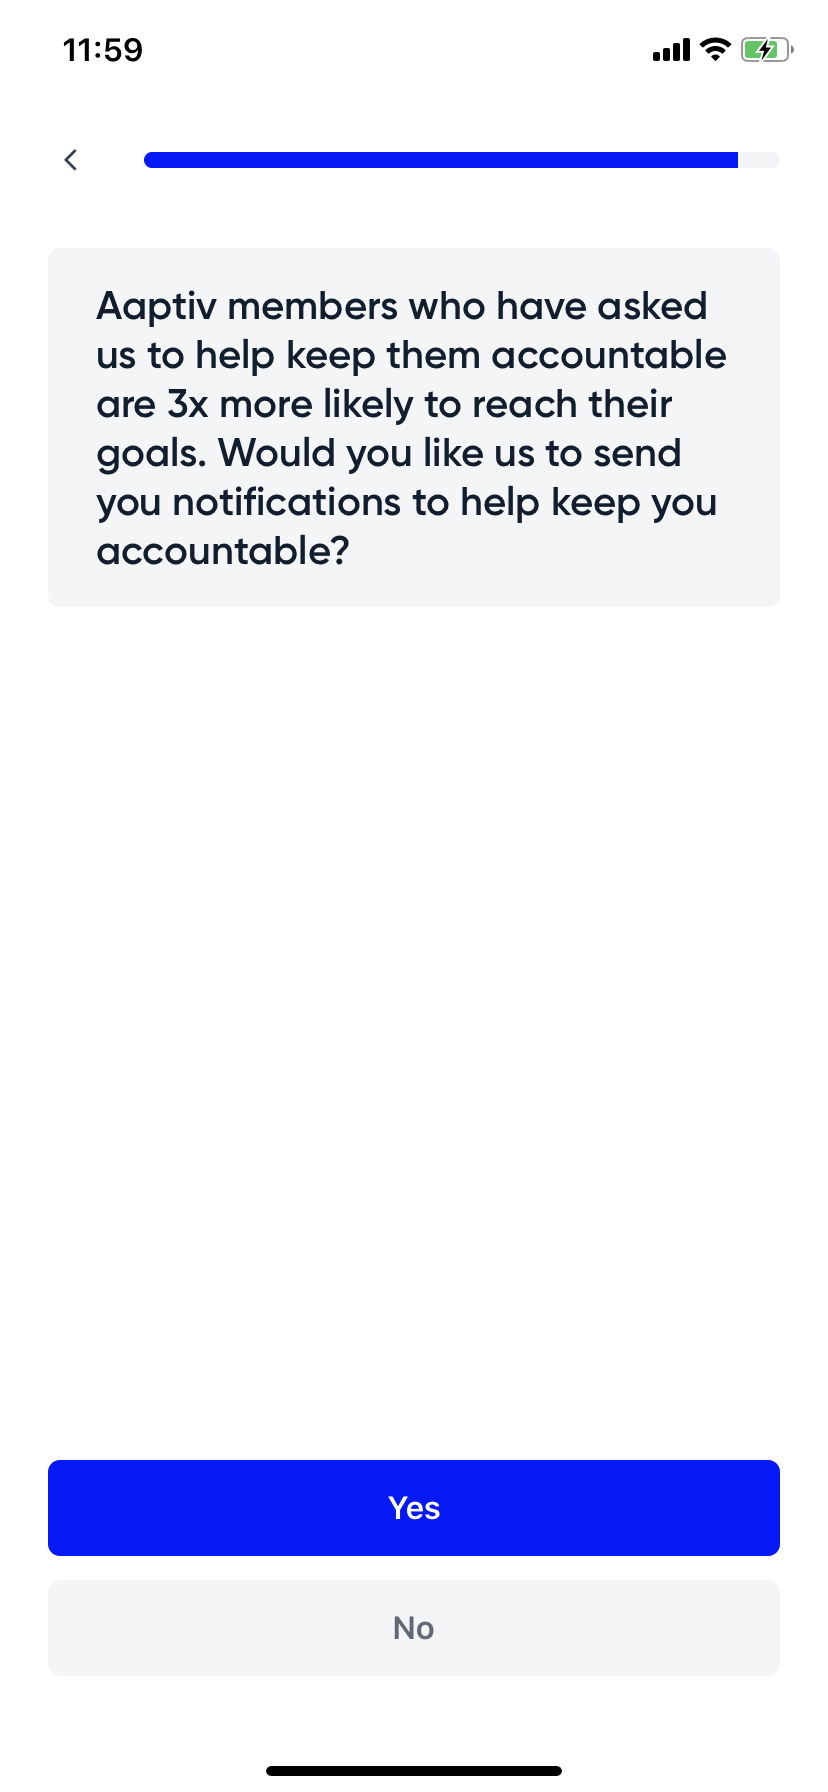 11:59
Aaptiv members who have asked
us to help keep them accountable
are 3x more likely to reach their
goals. Would you like us to send
you notifications to help keep you
accountable?
Yes
No